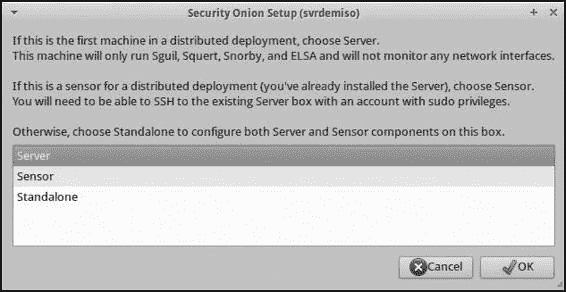 Security Onion Setup (svrdemiso)
If this is the first machine in a distributed deployment, choose Server.
This machine will only run Sguil, Squert, Snorby, and ELSA and will not monitor any network interfaces.
If this is a sensor for a distributed deployment (you've already installed the Server), choose Sensor.
You will need to be able to SSH to the existing Server box with an account with sudo privileges.
Otherwise, choose Standalone to configure both Server and Sensor components on this box.
Server
Sensor
Standalone
Cancel OK